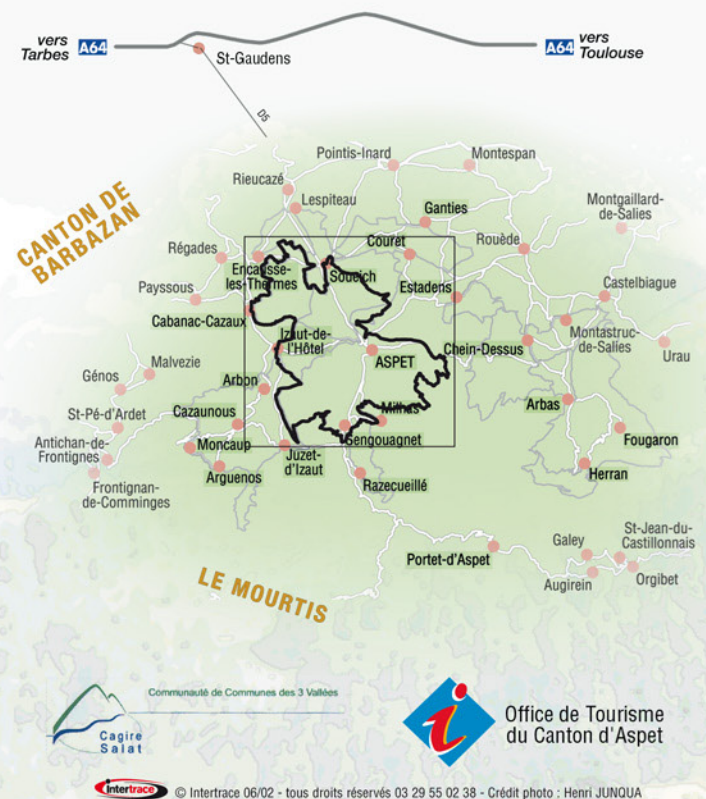 vers
Tarbes A64
A64 vers
Toulouse
St-Gaudens
D5
Pointis-Inard
Montespan
Rieucazé
Lespiteau
CANTON DE
BARBAZAN
Ganties
Montgaillard-
de-Salies
Régades
Couret
Rouède
Encausse-
les-Thermes
Soueich
Payssous
Estadens
Castelbiague
Cabanac-Cazaux
Izaut-de-
l'Hôtel
Montastruc-
de-Salies
Chein-Dessus
Urau
Malvezie
ASPET
Génos
Arbon
Arbas
St-Pé-d'Ardet
Cazaunous
Milhas
Sengouagnet
Fougaron
Antichan-de-
Frontignes
Moncaup
Juzet-
d'Izaut
Herran
Frontignan-
de-Comminges
Arguenos
Razecueillé
St-Jean-du-
Castillonnais
Portet-d'Aspet
Galey
Augirein
Orgibet
LE MOURTIS
Communauté de Communes des 3 Vallées
Cagire
Salat
i
Office de Tourisme
du Canton d'Aspet
intertrace © Intertrace 06/02 - tous droits réservés 03 29 55 02 38 - Crédit photo : Henri JUNQUA